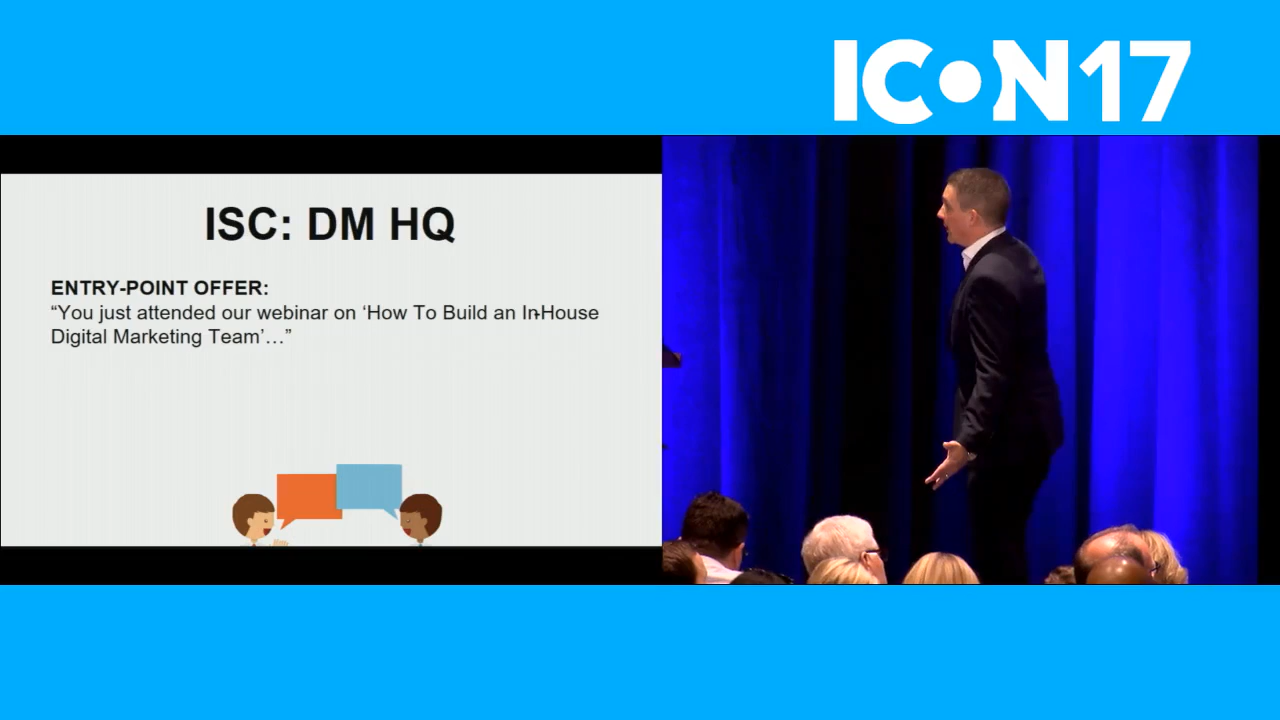 ICON17
ISC: DM HQ
ENTRY-POINT OFFER:
“You just attended our webinar on ‘How To Build an In-House
Digital Marketing Team’…”